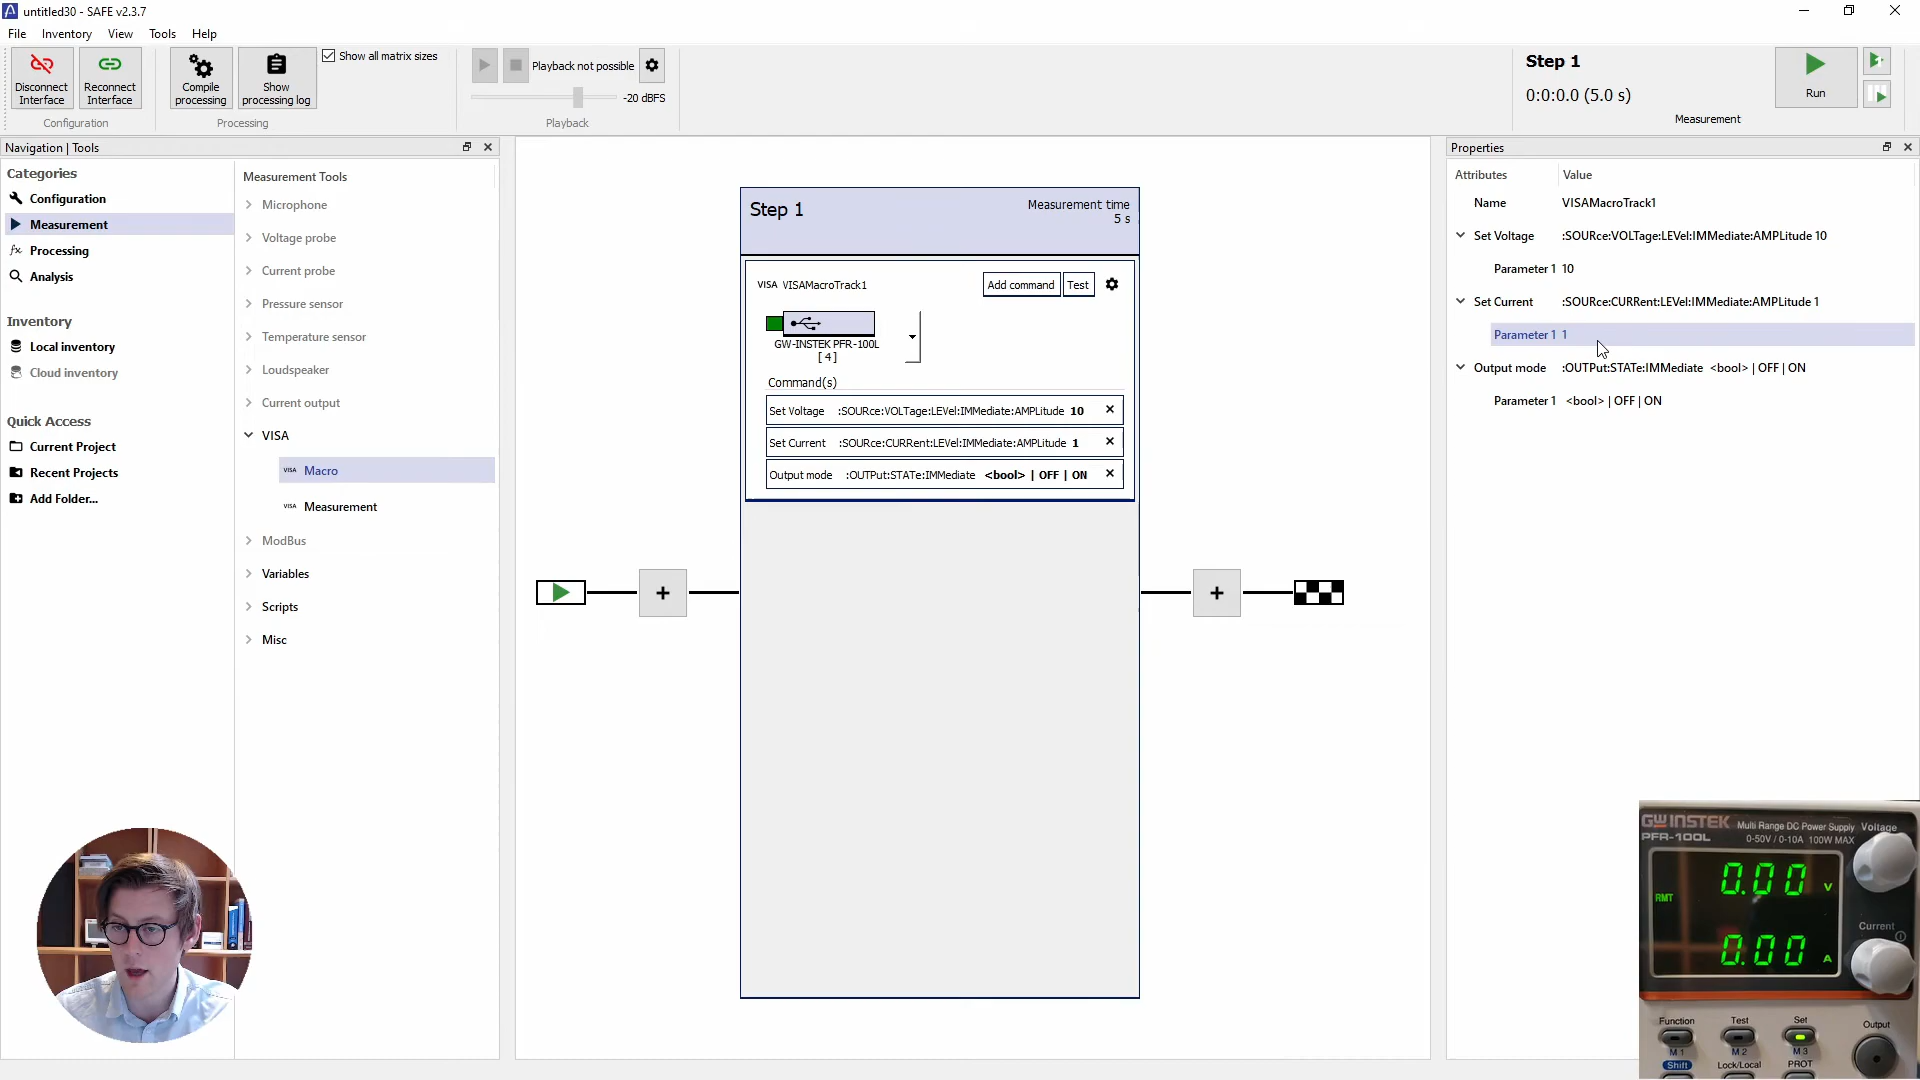 untitled30 - SAFE v2.3.7
File Inventory View Tools Help
Disconnect Interface
Reconnect Interface
Configuration
Compile processing
Show processing log
Show all matrix sizes
Processing
Playback not possible
-20 dBFS
Playback
Step 1
0:0:0.0 (5.0 s)
Run
Measurement
Navigation | Tools
Categories
Configuration
Measurement
Processing
Analysis
Inventory
Local inventory
Cloud inventory
Quick Access
Current Project
Recent Projects
Add Folder...
Measurement Tools
Microphone
Voltage probe
Current probe
Pressure sensor
Temperature sensor
Loudspeaker
Current output
VISA
VISA Macro
VISA Measurement
ModBus
Variables
Scripts
Misc
Step 1
Measurement time
5 s
VISA VISAMacroTrack1
Add command
Test
GW-INSTEK PFR-100L
[ 4 ]
Command(s)
Set Voltage :SOURce:VOLTage:LEVel:IMMediate:AMPLitude 10
Set Current :SOURce:CURRent:LEVel:IMMediate:AMPLitude 1
Output mode :OUTPut:STATe:IMMediate <bool> | OFF | ON
Properties
Attributes Value
Name VISAMacroTrack1
Set Voltage :SOURce:VOLTage:LEVel:IMMediate:AMPLitude 10
Parameter 1 10
Set Current :SOURce:CURRent:LEVel:IMMediate:AMPLitude 1
Parameter 1 1
Output mode :OUTPut:STATe:IMMediate <bool> | OFF | ON
Parameter 1 <bool> | OFF | ON
GWINSTEK Multi Range DC Power Supply Voltage
PFR-100L 0-50V / 0-10A 100W MAX
0.00 V
RMT
Current
0.00 A
Function Test Set Output
M 1 M 2 M 3
Shift Lock/Local PROT